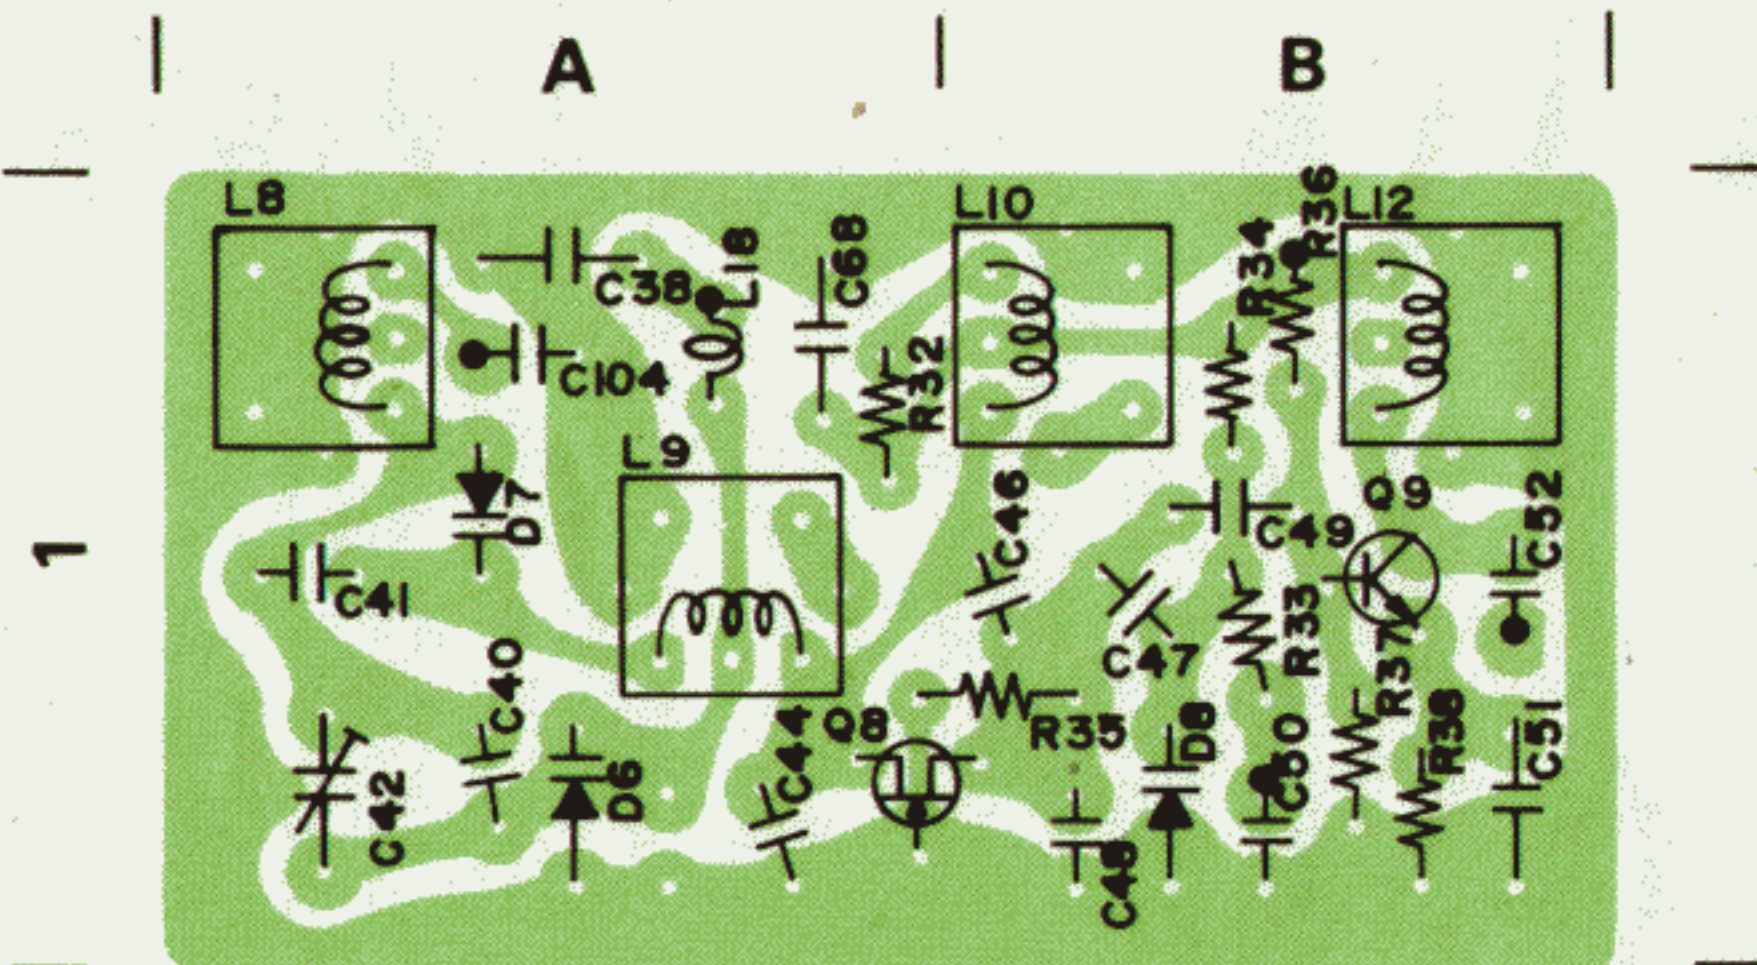 A B
L8 L10 R36 L12
C38 L18 C68 R34
C104 R32
L9
D7 C46 C49 Q9 C52
1
C41 C47 R33
C40 R37
C42 D6 C44 Q8 R35 D8 C50 R38 C51
C48